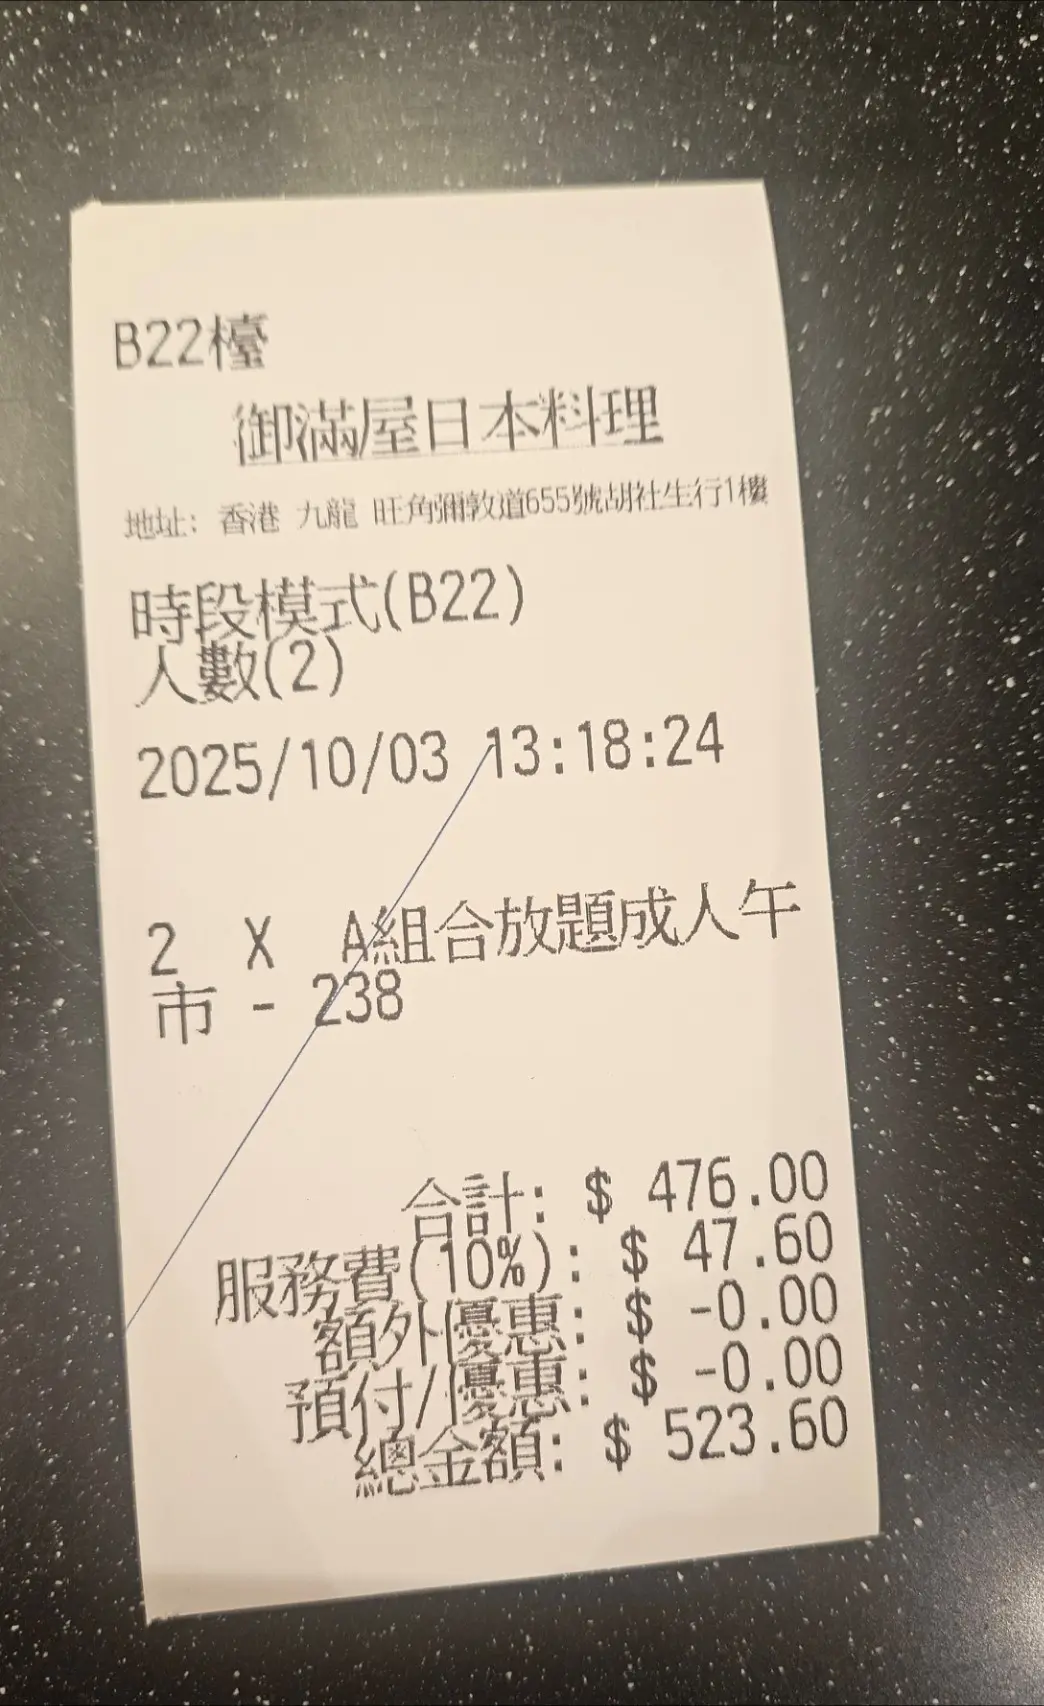 B22檯
御滿屋日本料理
地址: 香港 九龍 旺角彌敦道655號胡社生行1樓
時段模式(B22)
人數(2)
2025/10/03 13:18:24
2 X A組合放題成人午
市 - 238
合計: $ 476.00
服務費(10%): $ 47.60
額外優惠: $ -0.00
預付/優惠: $ -0.00
總金額: $ 523.60